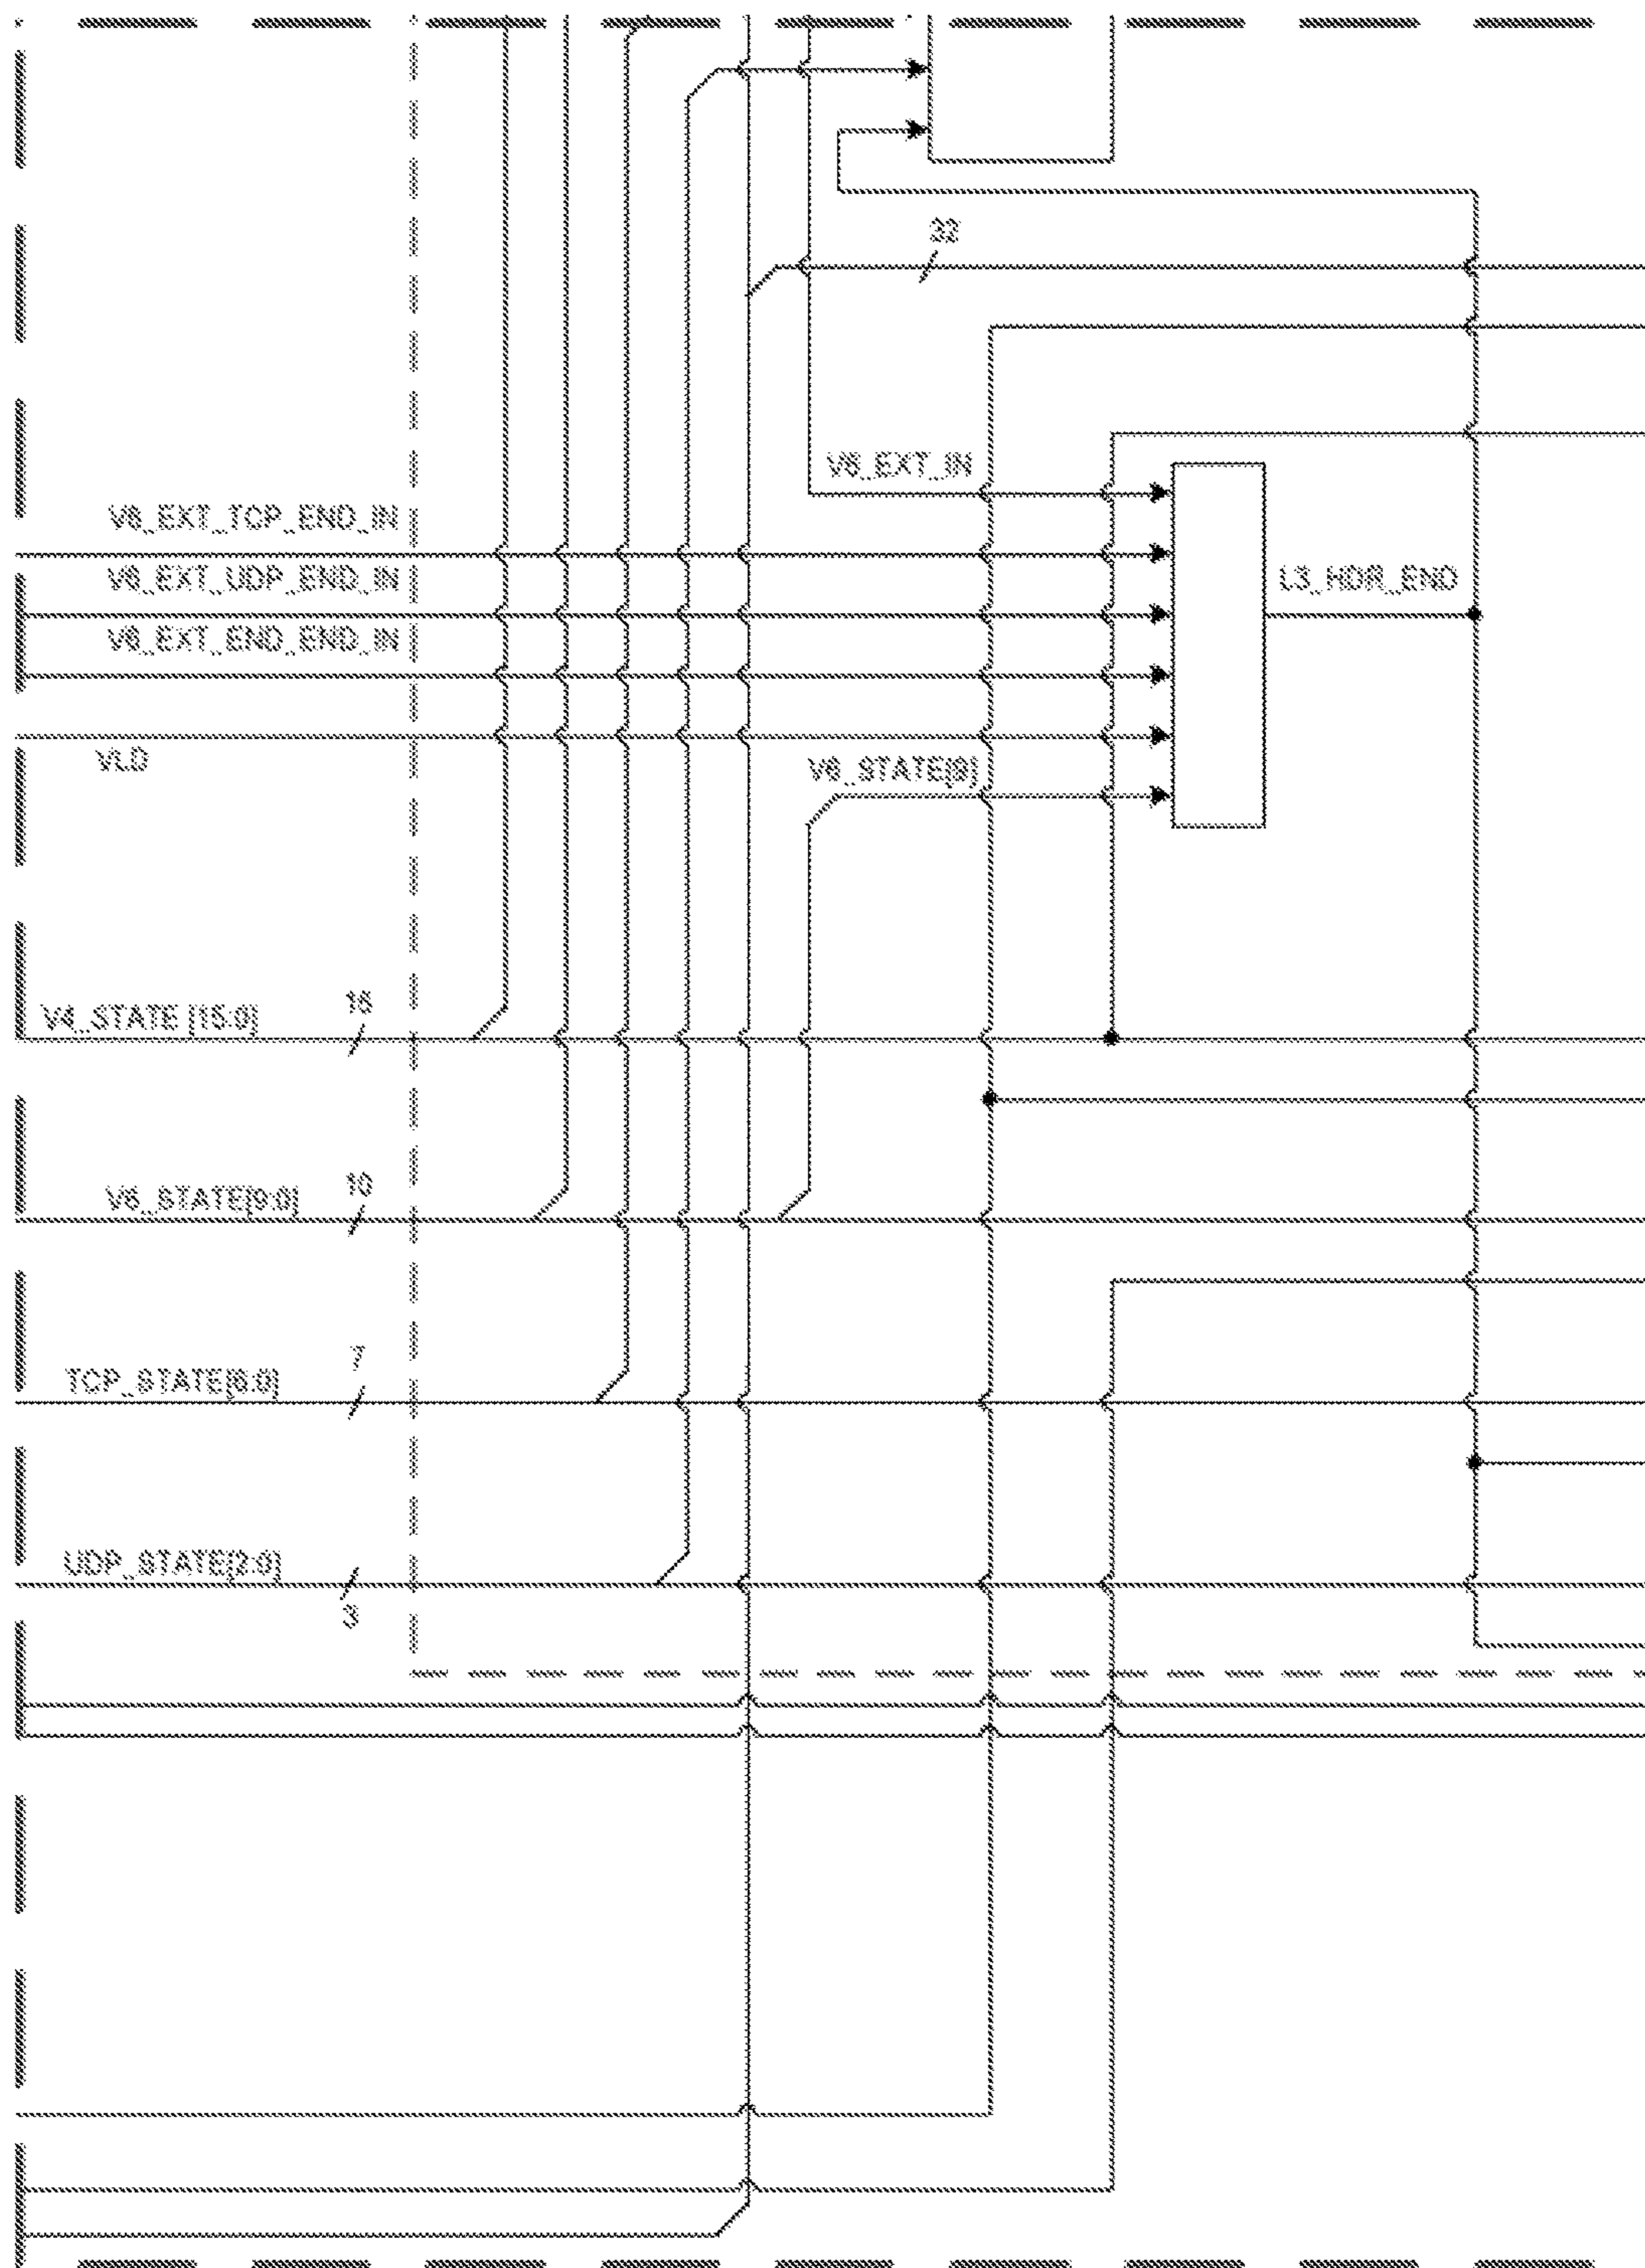 32
V6_EXT_IN
V6_EXT_TCP_END_IN
V6_EXT_UDP_END_IN
L3_HDR_END
V6_EXT_END_END_IN
VLD
V6_STATE[9]
V4_STATE [15:0]
16
V6_STATE[9:0]
10
TCP_STATE[6:0]
7
UDP_STATE[2:0]
3